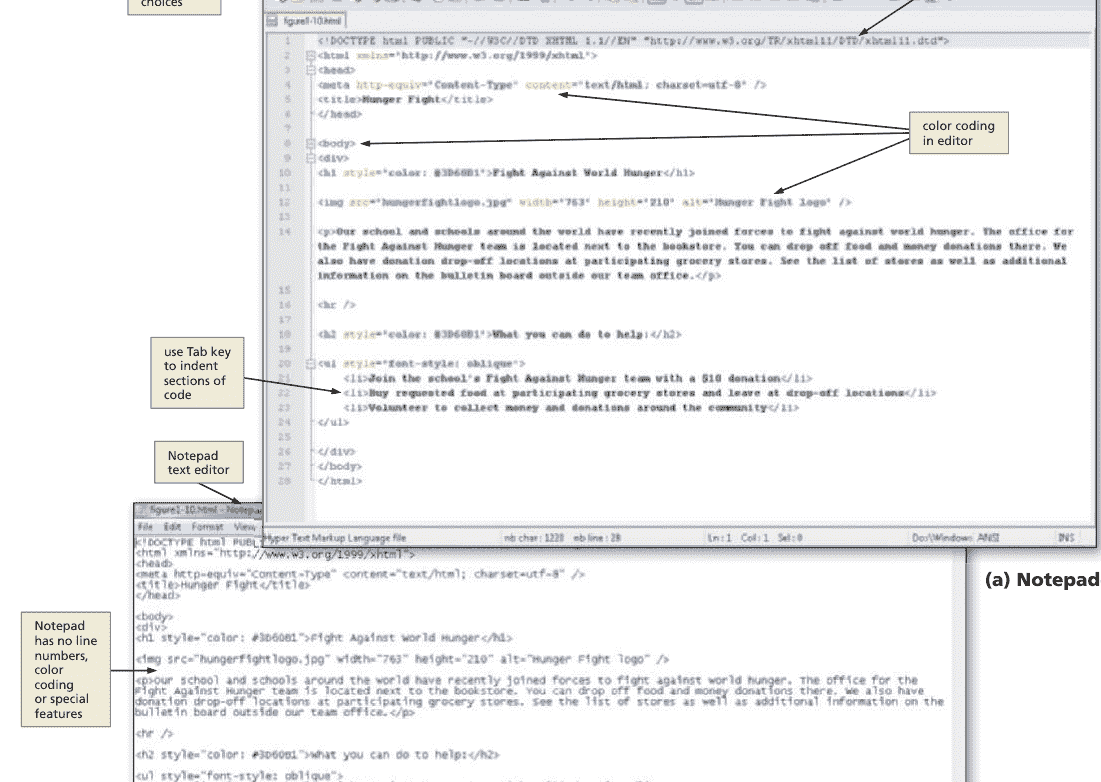 choices
figure1-10.html
1 <!DOCTYPE html PUBLIC "-//W3C//DTD XHTML 1.1//EN" "http://www.w3.org/TR/xhtml11/DTD/xhtml11.dtd">
2 <html xmlns="http://www.w3.org/1999/xhtml">
3 <head>
4 <meta http-equiv="Content-Type" content="text/html; charset=utf-8" />
5 <title>Hunger Fight</title>
6 </head>
7
8 <body>
9 <div>
10 <h1 style="color: #3D60B1">Fight Against World Hunger</h1>
11
12 <img src="hungerfightlogo.jpg" width="763" height="210" alt="Hunger Fight logo" />
13
14 <p>Our school and schools around the world have recently joined forces to fight against world hunger. The office for
the Fight Against Hunger team is located next to the bookstore. You can drop off food and money donations there. We
also have donation drop-off locations at participating grocery stores. See the list of stores as well as additional
information on the bulletin board outside our team office.</p>
15
16 <hr />
17
18 <h2 style="color: #3D60B1">What you can do to help:</h2>
19
20 <ul style="font-style: oblique">
21 <li>Join the school's Fight Against Hunger team with a $10 donation</li>
22 <li>Buy requested food at participating grocery stores and leave at drop-off locations</li>
23 <li>Volunteer to collect money and donations around the community</li>
24 </ul>
25
26 </div>
27 </body>
28 </html>
color coding
in editor
use Tab key
to indent
sections of
code
Notepad
text editor
Hyper Text Markup Language file nb char : 1220 nb line : 28 Ln : 1 Col : 1 Sel : 0 Dos\Windows ANSI INS
(a) Notepad
figure1-10.html - Notepad
File Edit Format View
<!DOCTYPE html PUBL
<html xmlns="http://www.w3.org/1999/xhtml">
<head>
<meta http-equiv="Content-Type" content="text/html; charset=utf-8" />
<title>Hunger Fight</title>
</head>
<body>
<div>
<h1 style="color: #3D60B1">Fight Against World Hunger</h1>
<img src="hungerfightlogo.jpg" width="763" height="210" alt="Hunger Fight logo" />
<p>Our school and schools around the world have recently joined forces to fight against world hunger. The office for the
Fight Against Hunger team is located next to the bookstore. You can drop off food and money donations there. We also have
donation drop-off locations at participating grocery stores. See the list of stores as well as additional information on the
bulletin board outside our team office.</p>
<hr />
<h2 style="color: #3D60B1">What you can do to help:</h2>
<ul style="font-style: oblique">
Notepad
has no line
numbers,
color
coding
or special
features